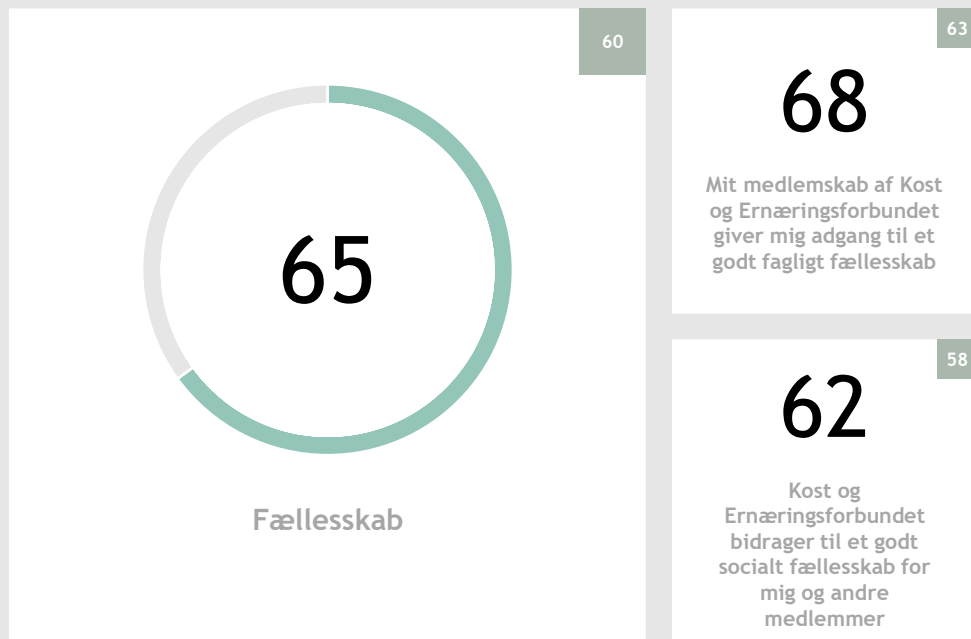 60
65
Fællesskab
63
68
Mit medlemskab af Kost
og Ernæringsforbundet
giver mig adgang til et
godt fagligt fællesskab
58
62
Kost og
Ernæringsforbundet
bidrager til et godt
socialt fællesskab for
mig og andre
medlemmer